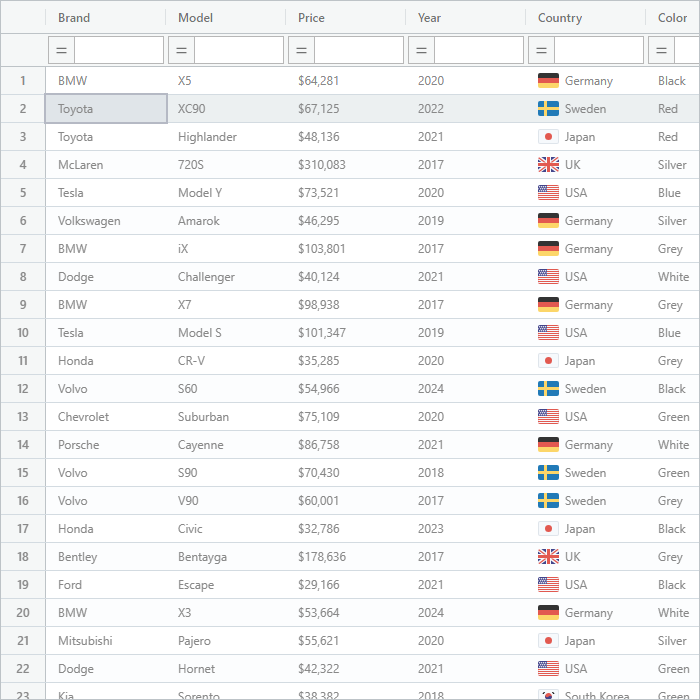 Brand Model Price Year Country Color
= = = = = =
1 BMW X5 $64,281 2020 Germany Black
2 Toyota XC90 $67,125 2022 Sweden Red
3 Toyota Highlander $48,136 2021 Japan Red
4 McLaren 720S $310,083 2017 UK Silver
5 Tesla Model Y $73,521 2020 USA Blue
6 Volkswagen Amarok $46,295 2019 Germany Silver
7 BMW iX $103,801 2017 Germany Grey
8 Dodge Challenger $40,124 2021 USA White
9 BMW X7 $98,938 2017 Germany Grey
10 Tesla Model S $101,347 2019 USA Blue
11 Honda CR-V $35,285 2020 Japan Grey
12 Volvo S60 $54,966 2024 Sweden Black
13 Chevrolet Suburban $75,109 2020 USA Green
14 Porsche Cayenne $86,758 2021 Germany White
15 Volvo S90 $70,430 2018 Sweden Green
16 Volvo V90 $60,001 2017 Sweden Grey
17 Honda Civic $32,786 2023 Japan Black
18 Bentley Bentayga $178,636 2017 UK Grey
19 Ford Escape $29,166 2021 USA Black
20 BMW X3 $53,664 2024 Germany White
21 Mitsubishi Pajero $55,621 2020 Japan Silver
22 Dodge Hornet $42,322 2021 USA Green
23 Kia Sorento $38,382 2018 South Korea Green